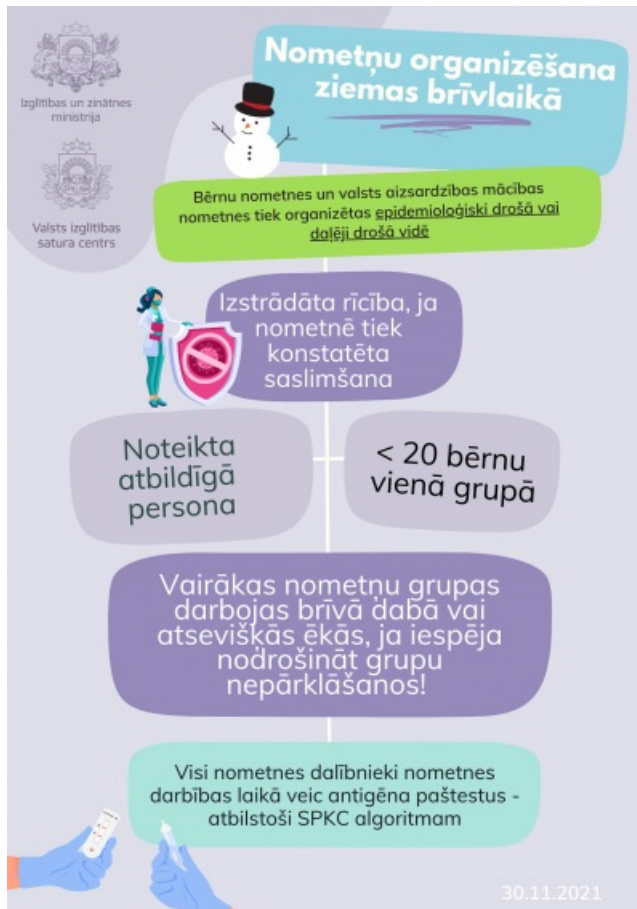 Izglītības un zinātnes
ministrija
Valsts izglītības
satura centrs
Nometņu organizēšana
ziemas brīvlaikā
Bērnu nometnes un valsts aizsardzības mācības
nometnes tiek organizētas epidemioloģiski drošā vai
daļēji drošā vidē
Izstrādāta rīcība, ja
nometnē tiek
konstatēta
saslimšana
Noteikta
atbildīgā
persona
< 20 bērnu
vienā grupā
Vairākas nometņu grupas
darbojas brīvā dabā vai
atsevišķās ēkās, ja iespēja
nodrošināt grupu
nepārklāšanos!
Visi nometnes dalībnieki nometnes
darbības laikā veic antigēna paštestus -
atbilstoši SPKC algoritmam
30.11.2021